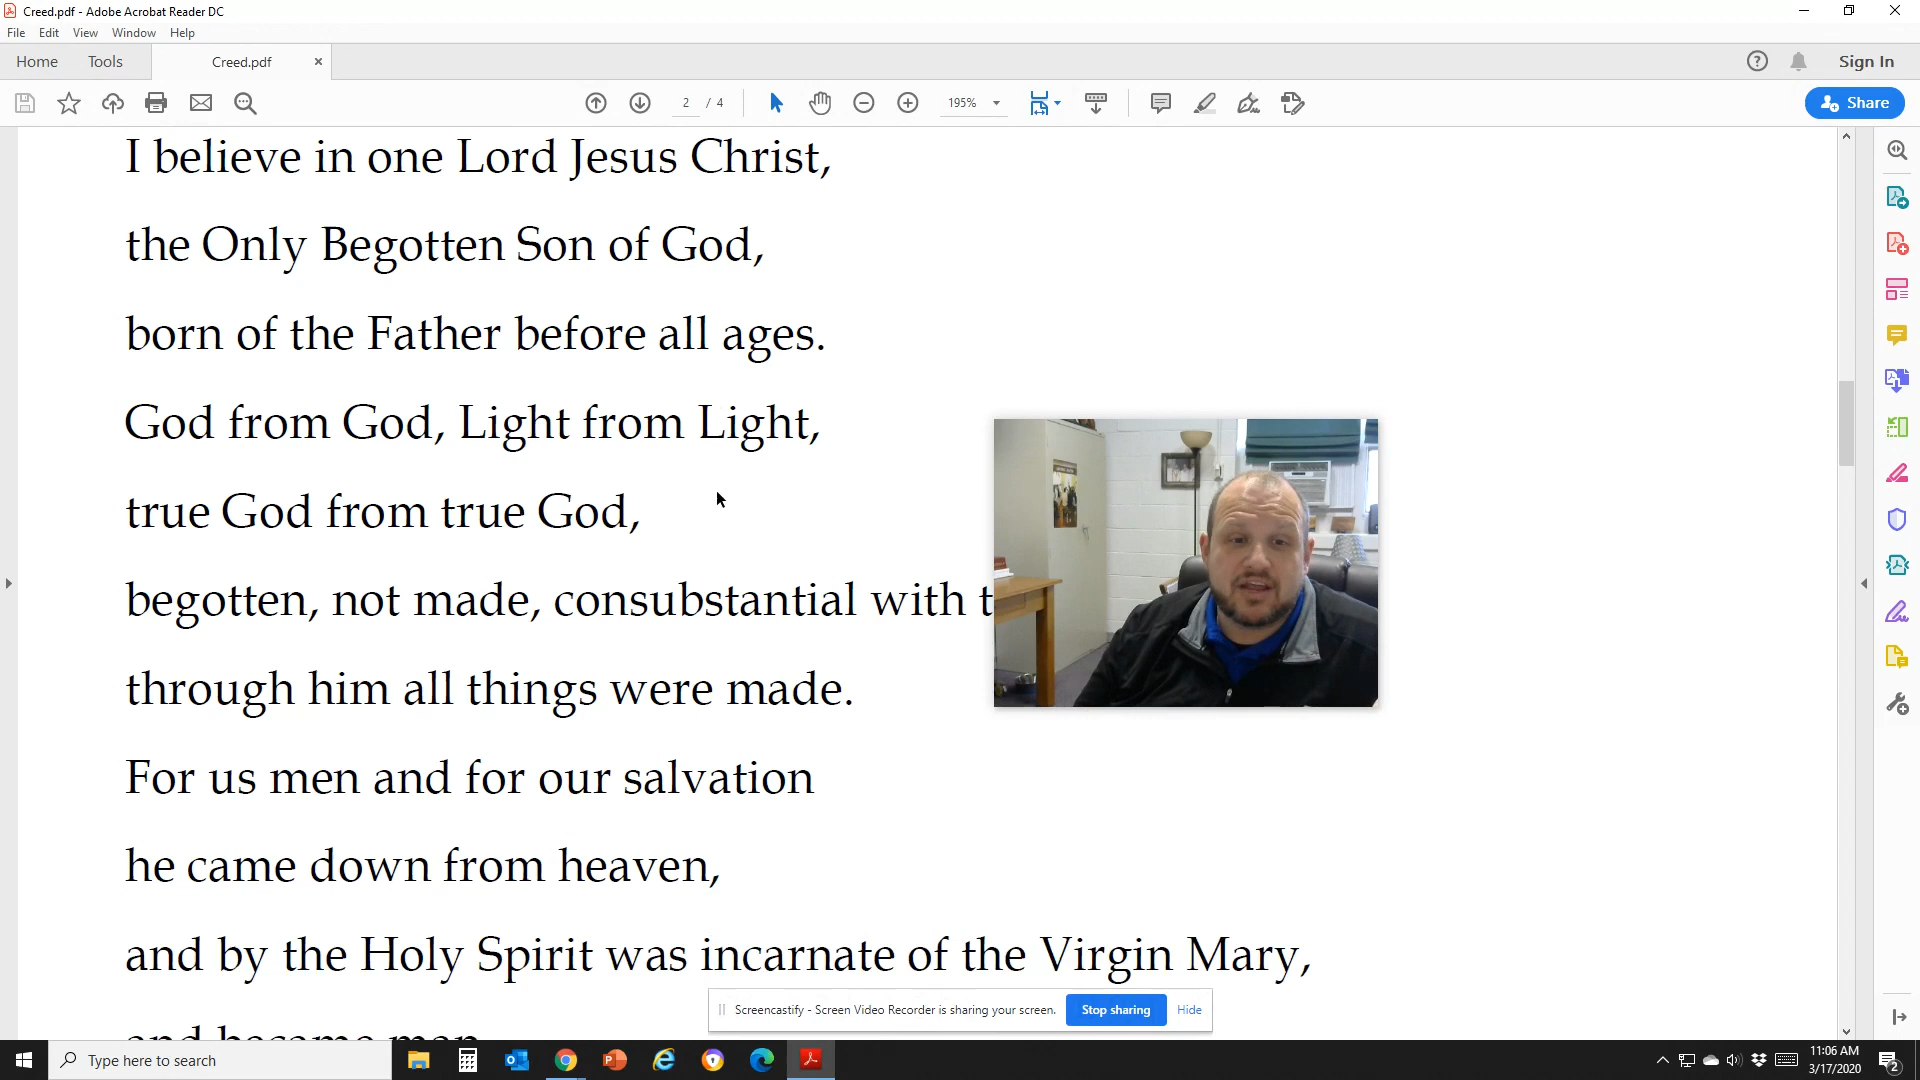 Creed.pdf - Adobe Acrobat Reader DC
File Edit View Window Help
Home Tools Creed.pdf × Sign In
2 / 4 195% Share
I believe in one Lord Jesus Christ,
the Only Begotten Son of God,
born of the Father before all ages.
God from God, Light from Light,
true God from true God,
begotten, not made, consubstantial with t
through him all things were made.
For us men and for our salvation
he came down from heaven,
and by the Holy Spirit was incarnate of the Virgin Mary,
and became man
Screencastify - Screen Video Recorder is sharing your screen. Stop sharing Hide
Type here to search
11:06 AM
3/17/2020
2